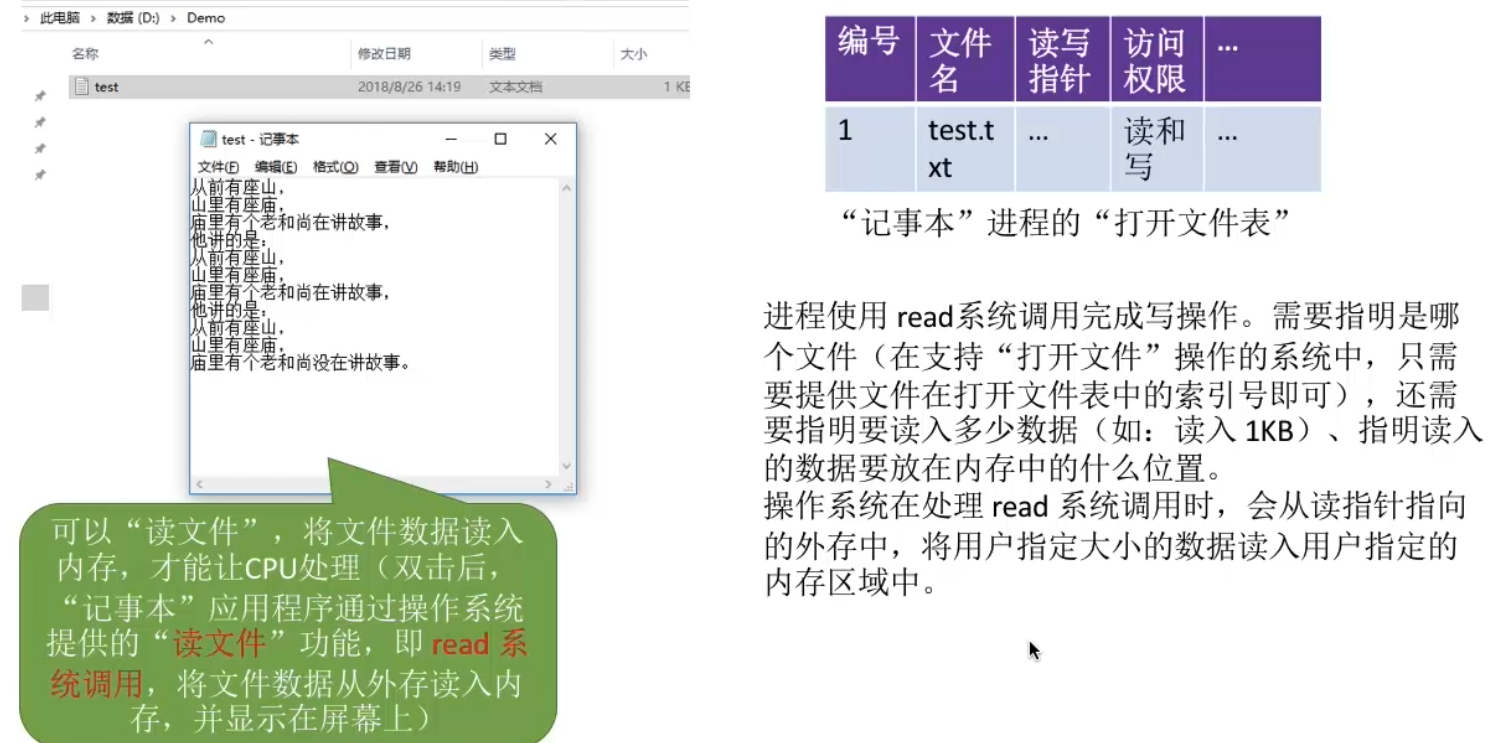 此电脑 > 数据 (D:) > Demo
名称 修改日期 类型 大小
test 2018/8/26 14:19 文本文档 1 KB
test - 记事本
文件(F) 编辑(E) 格式(O) 查看(V) 帮助(H)
从前有座山，
山里有座庙，
庙里有个老和尚在讲故事，
他讲的是：
从前有座山，
山里有座庙，
庙里有个老和尚在讲故事，
他讲的是：
从前有座山，
山里有座庙，
庙里有个老和尚没在讲故事。
可以“读文件”，将文件数据读入
内存，才能让CPU处理（双击后，
“记事本”应用程序通过操作系统
提供的“读文件”功能，即 read 系
统调用，将文件数据从外存读入内
存，并显示在屏幕上）
编号 文件 读写 访问 ...
名 指针 权限
1 test.t ... 读和 ...
xt 写
“记事本”进程的“打开文件表”
进程使用 read系统调用完成写操作。需要指明是哪
个文件（在支持“打开文件”操作的系统中，只需
要提供文件在打开文件表中的索引号即可），还需
要指明要读入多少数据（如：读入 1KB）、指明读入
的数据要放在内存中的什么位置。
操作系统在处理 read 系统调用时，会从读指针指向
的外存中，将用户指定大小的数据读入用户指定的
内存区域中。